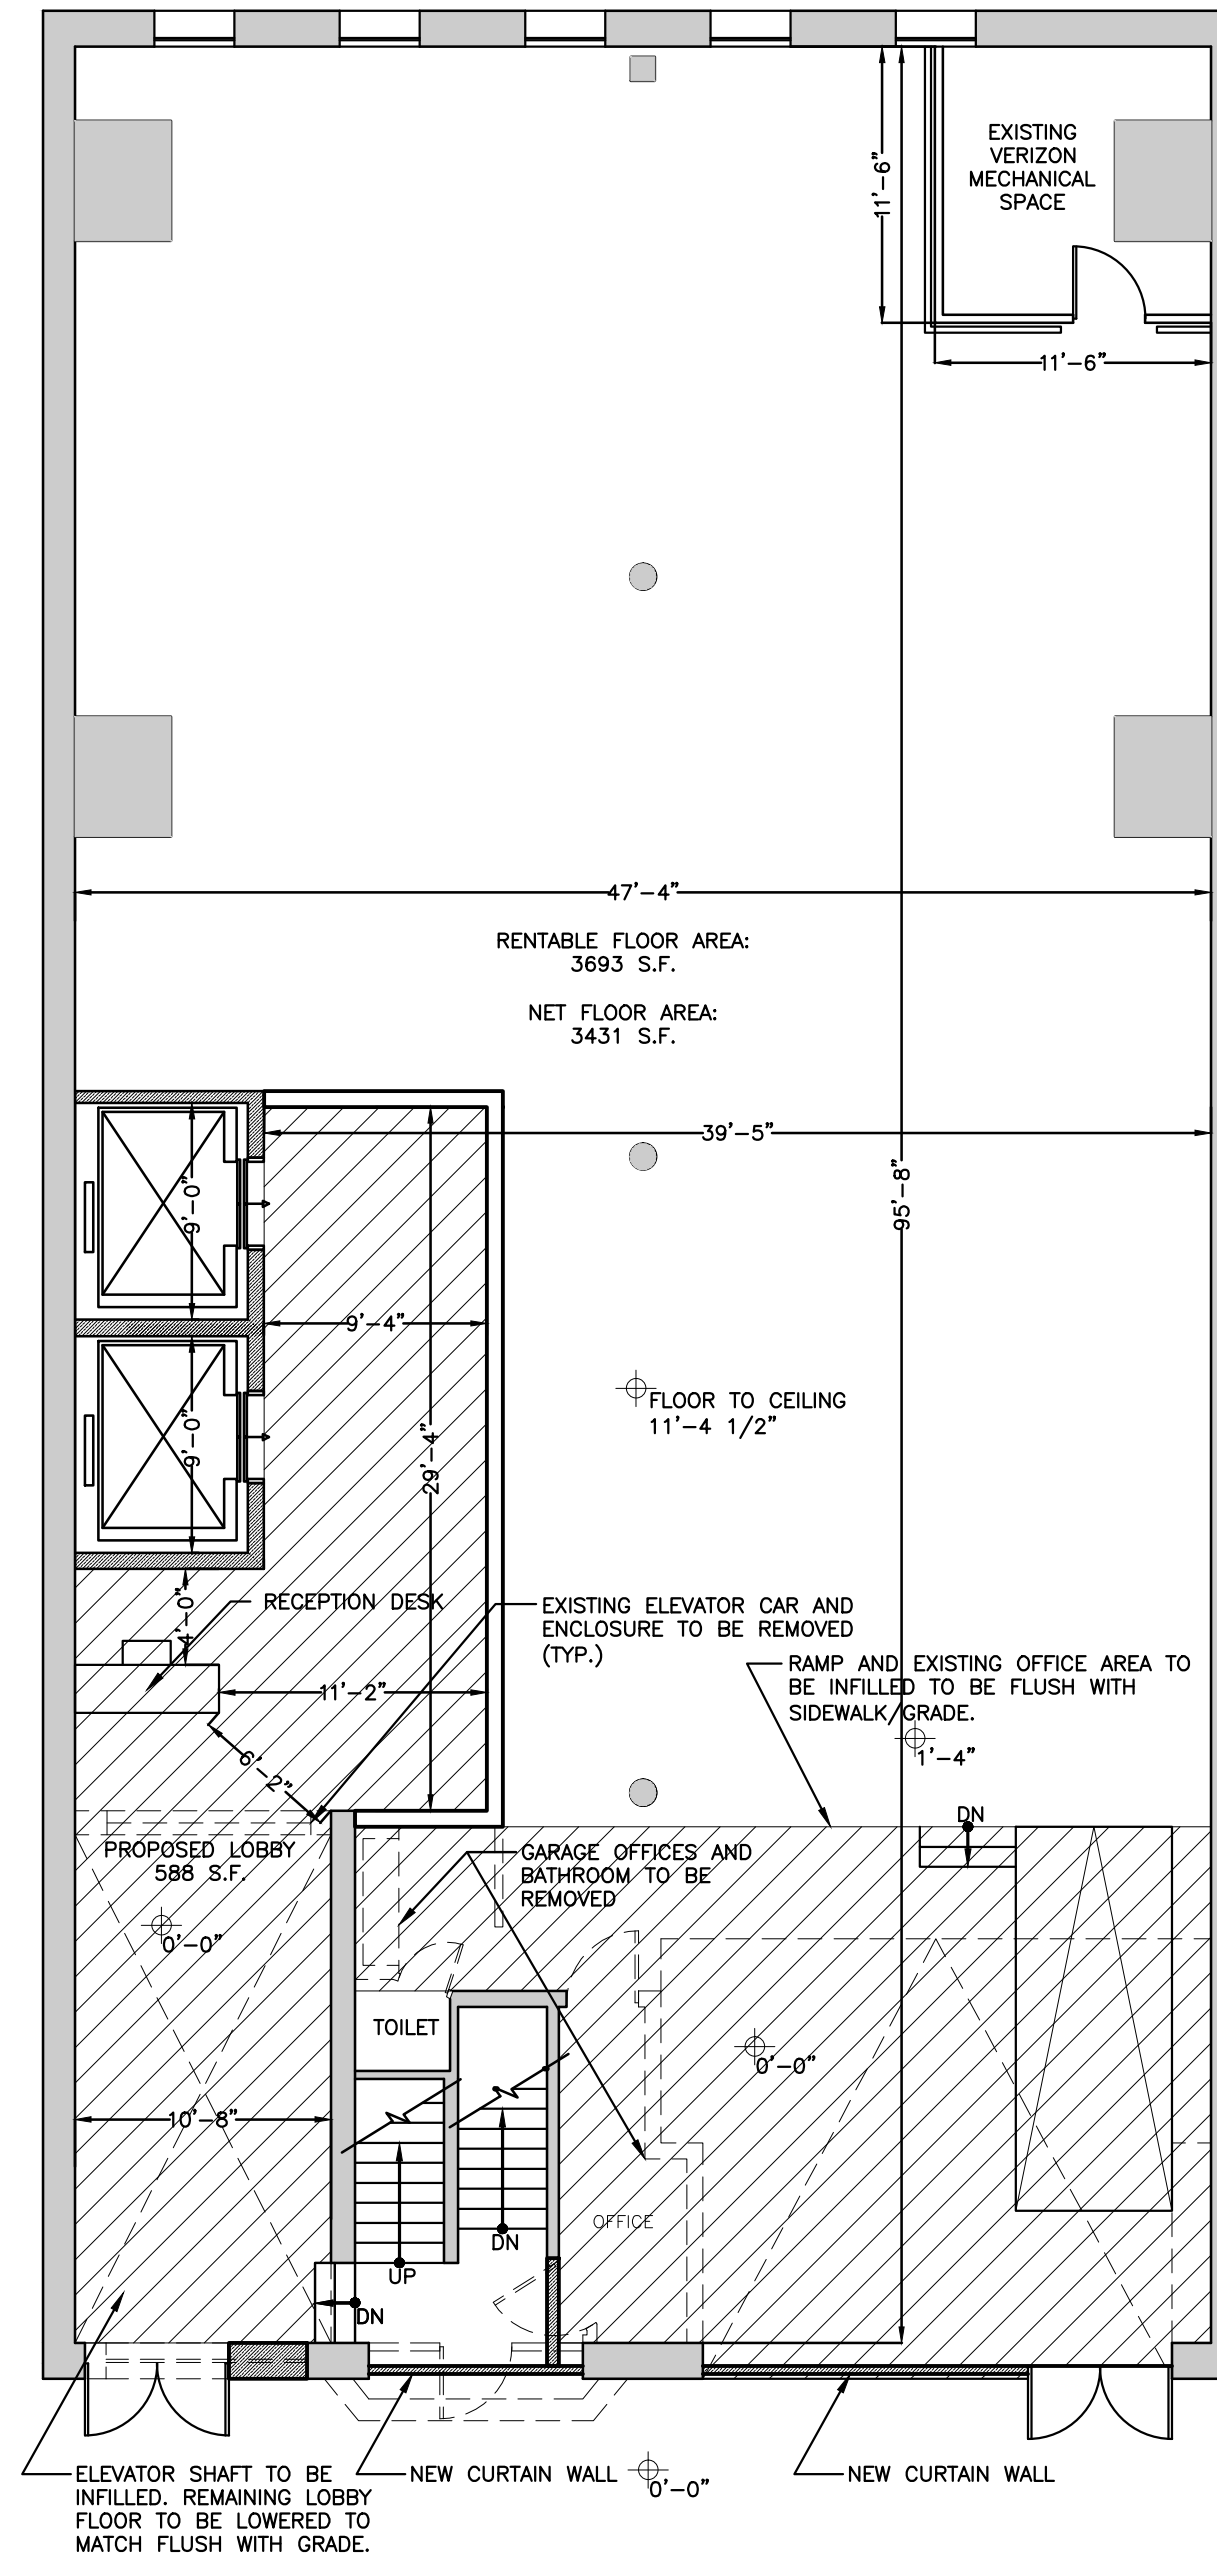 EXISTING
VERIZON
MECHANICAL
SPACE
11'-6"
11'-6"
47'-4"
RENTABLE FLOOR AREA:
3693 S.F.
NET FLOOR AREA:
3431 S.F.
39'-5"
95'-8"
9'-0"
9'-4"
FLOOR TO CEILING
11'-4 1/2"
9'-0"
29'-4"
4'-0"
RECEPTION DESK
EXISTING ELEVATOR CAR AND
ENCLOSURE TO BE REMOVED
(TYP.)
RAMP AND EXISTING OFFICE AREA TO
BE INFILLED TO BE FLUSH WITH
SIDEWALK/GRADE.
11'-2"
1'-4"
6'-2"
DN
PROPOSED LOBBY
588 S.F.
GARAGE OFFICES AND
BATHROOM TO BE
REMOVED
0'-0"
TOILET
0'-0"
10'-8"
OFFICE
DN
UP
DN
ELEVATOR SHAFT TO BE
INFILLED. REMAINING LOBBY
FLOOR TO BE LOWERED TO
MATCH FLUSH WITH GRADE.
NEW CURTAIN WALL
0'-0"
NEW CURTAIN WALL